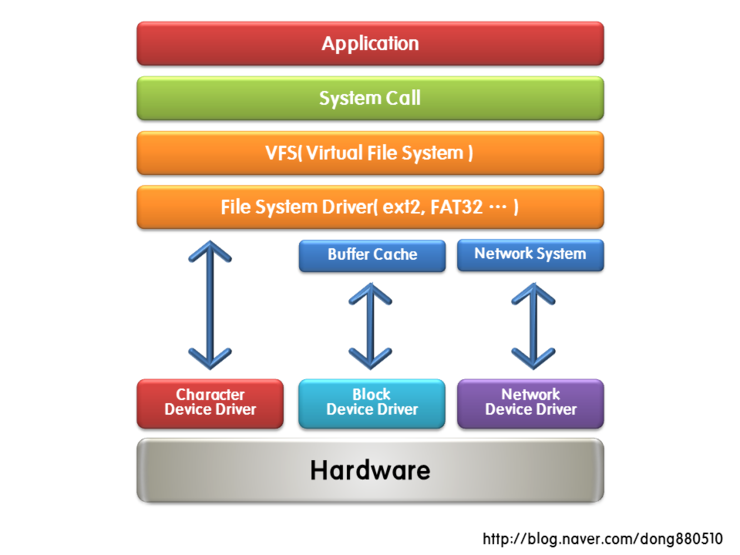 Application
System Call
VFS( Virtual File System )
File System Driver( ext2, FAT32 ··· )
Buffer Cache
Network System
Character
Device Driver
Block
Device Driver
Network
Device Driver
Hardware
http://blog.naver.com/dong880510